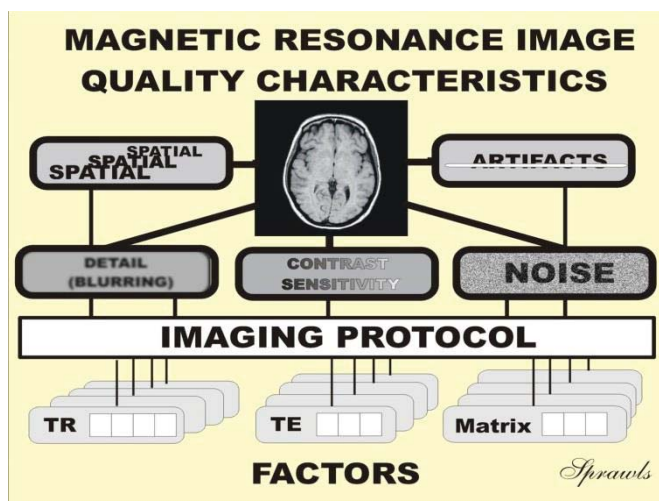 MAGNETIC RESONANCE IMAGE
QUALITY CHARACTERISTICS
SPATIAL
SPATIAL
SPATIAL
ARTIFACTS
DETAIL
(BLURRING)
CONTRAST
SENSITIVITY
NOISE
IMAGING PROTOCOL
TR
TE
Matrix
FACTORS
Sprawls